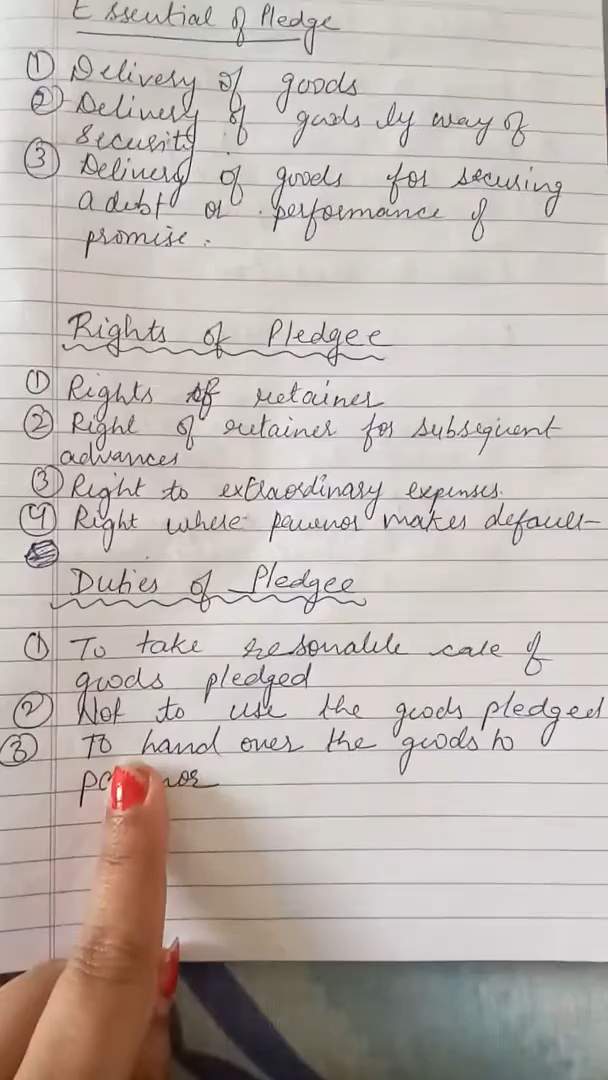 Essential of Pledge
① Delivery of goods
② Delivery of goods by way of
security
③ Delivery of goods for securing
a debt or performance of
promise.
Rights of Pledgee
① Rights of retainer
② Right of retainer for subsequent
advances
③ Right to extraordinary expenses.
④ Right where pawnor makes default
Duties of Pledgee
① To take resonable care of
goods pledged
② Not to use the goods pledged
③ To hand over the goods to